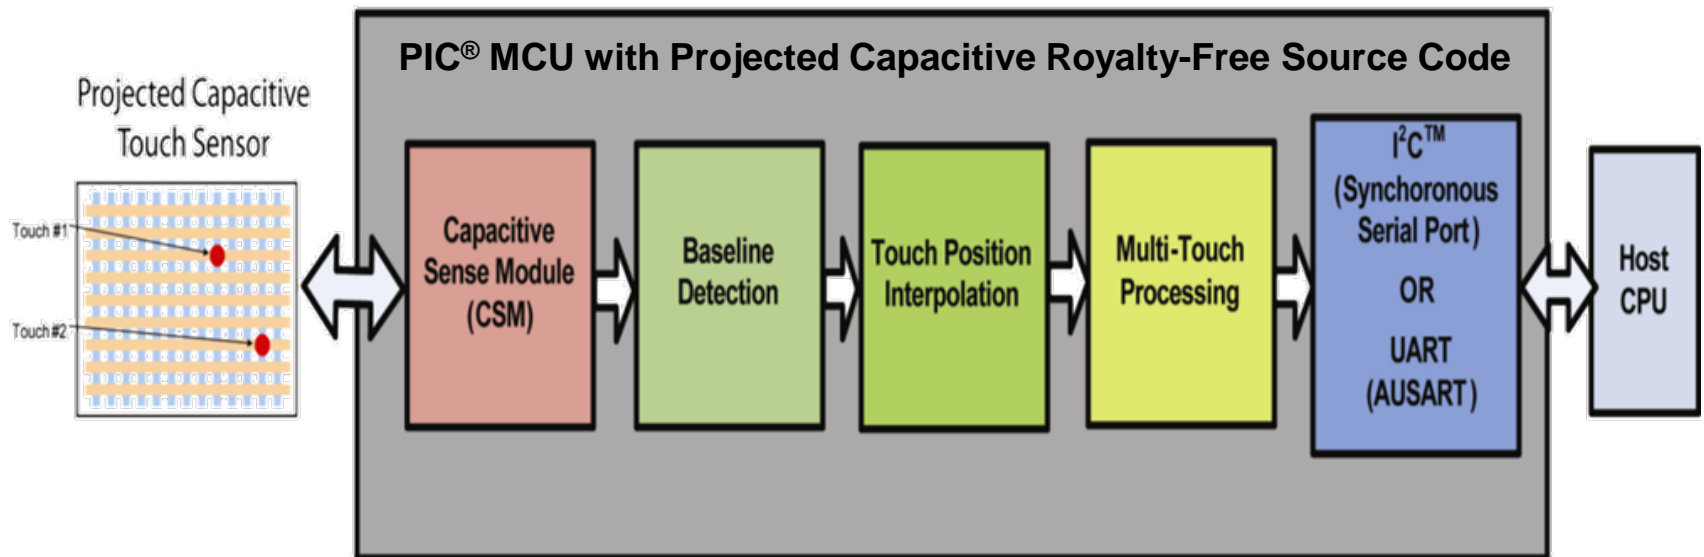 PIC® MCU with Projected Capacitive Royalty-Free Source Code
Projected Capacitive
Touch Sensor
Touch #1
Touch #2
Capacitive
Sense Module
(CSM)
Baseline
Detection
Touch Position
Interpolation
Multi-Touch
Processing
I²C™
(Synchoronous
Serial Port)
OR
UART
(AUSART)
Host
CPU